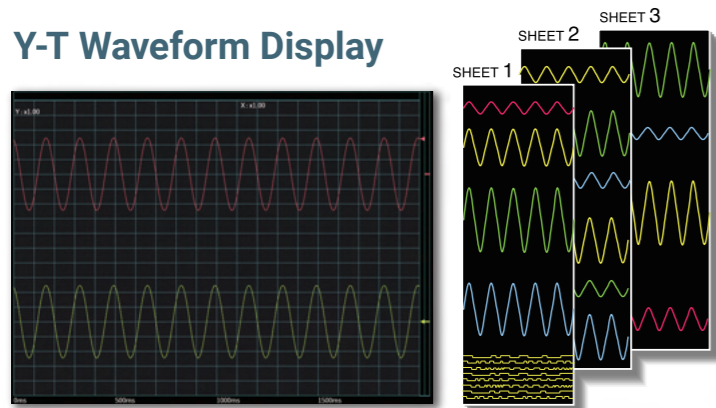 Y-T Waveform Display
SHEET 3
SHEET 2
SHEET 1
Y: x1.00
X: x1.00
0ms
500ms
1000ms
1500ms